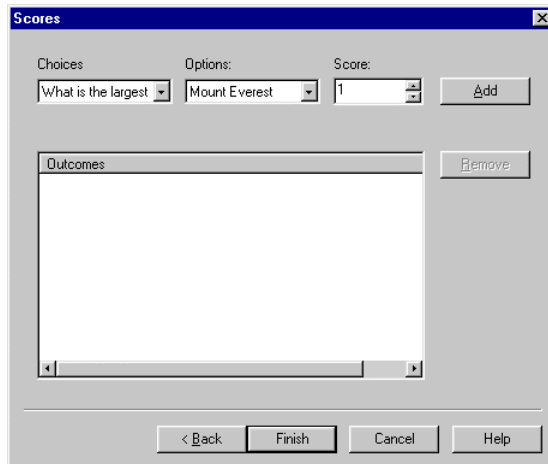 Scores
Choices Options: Score:
What is the largest Mount Everest 1 Add
Outcomes Remove
< Back Finish Cancel Help